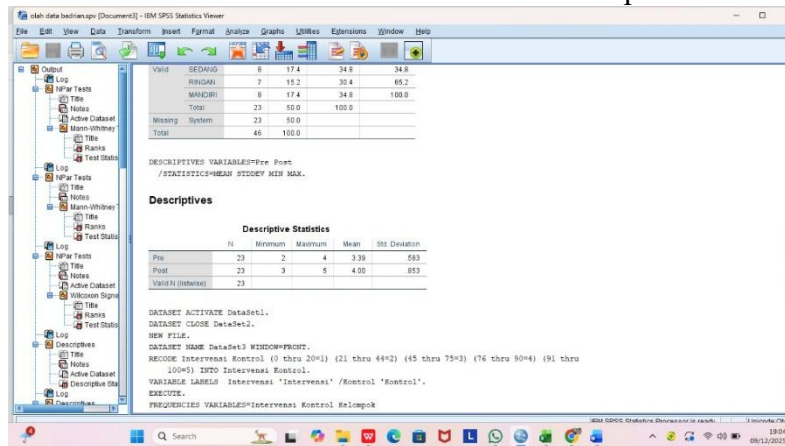 olah data badrian.spv [Document3] - IBM SPSS Statistics Viewer
File Edit View Data Transform Insert Format Analyze Graphs Utilities Extensions Window Help
Output
Log
NPar Tests
Title
Notes
Active Dataset
Mann-Whitney
Title
Ranks
Test Statis
Log
NPar Tests
Title
Notes
Mann-Whitney
Title
Ranks
Test Statis
Log
NPar Tests
Title
Notes
Active Dataset
Wilcoxon Signe
Title
Ranks
Test Statis
Log
Descriptives
Title
Notes
Active Dataset
Descriptive Sta
Log
Descriptives
Valid SEDANG 8 17.4 34.8 34.8
RINGAN 7 15.2 30.4 65.2
MANDIRI 8 17.4 34.8 100.0
Total 23 50.0 100.0
Missing System 23 50.0
Total 46 100.0
DESCRIPTIVES VARIABLES=Pre Post
/STATISTICS=MEAN STDDEV MIN MAX.
Descriptives
Descriptive Statistics
N Minimum Maximum Mean Std. Deviation
Pre 23 2 4 3.39 .583
Post 23 3 5 4.00 .853
Valid N (listwise) 23
DATASET ACTIVATE DataSet1.
DATASET CLOSE DataSet2.
NEW FILE.
DATASET NAME DataSet3 WINDOW=FRONT.
RECODE Intervensi Kontrol (0 thru 20=1) (21 thru 44=2) (45 thru 75=3) (76 thru 90=4) (91 thru
100=5) INTO Intervensi Kontrol.
VARIABLE LABELS Intervensi 'Intervensi' /Kontrol 'Kontrol'.
EXECUTE.
FREQUENCIES VARIABLES=Intervensi Kontrol Kelompok
IBM SPSS Statistics Processor is ready
Search
19:04
09/12/2025